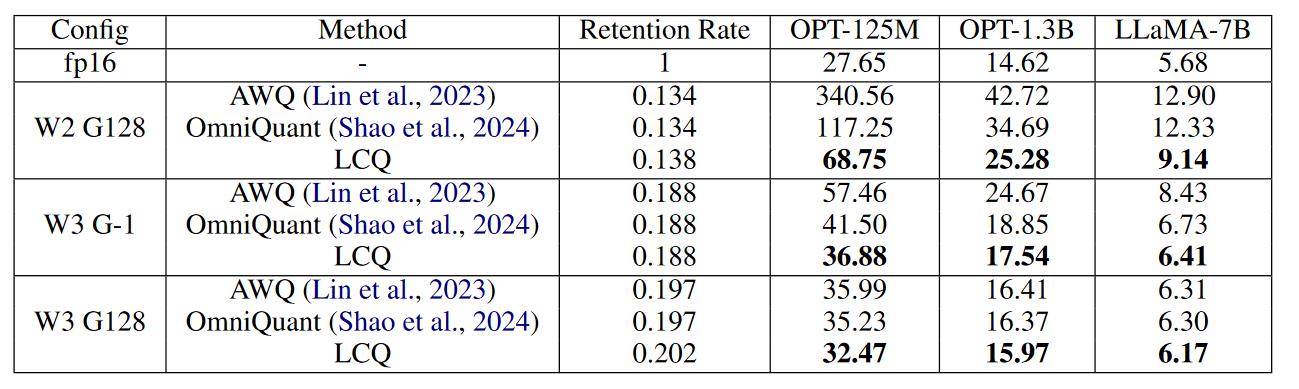 Config Method Retention Rate OPT-125M OPT-1.3B LLaMA-7B
fp16 - 1 27.65 14.62 5.68
AWQ (Lin et al., 2023) 0.134 340.56 42.72 12.90
W2 G128 OmniQuant (Shao et al., 2024) 0.134 117.25 34.69 12.33
LCQ 0.138 68.75 25.28 9.14
AWQ (Lin et al., 2023) 0.188 57.46 24.67 8.43
W3 G-1 OmniQuant (Shao et al., 2024) 0.188 41.50 18.85 6.73
LCQ 0.188 36.88 17.54 6.41
AWQ (Lin et al., 2023) 0.197 35.99 16.41 6.31
W3 G128 OmniQuant (Shao et al., 2024) 0.197 35.23 16.37 6.30
LCQ 0.202 32.47 15.97 6.17